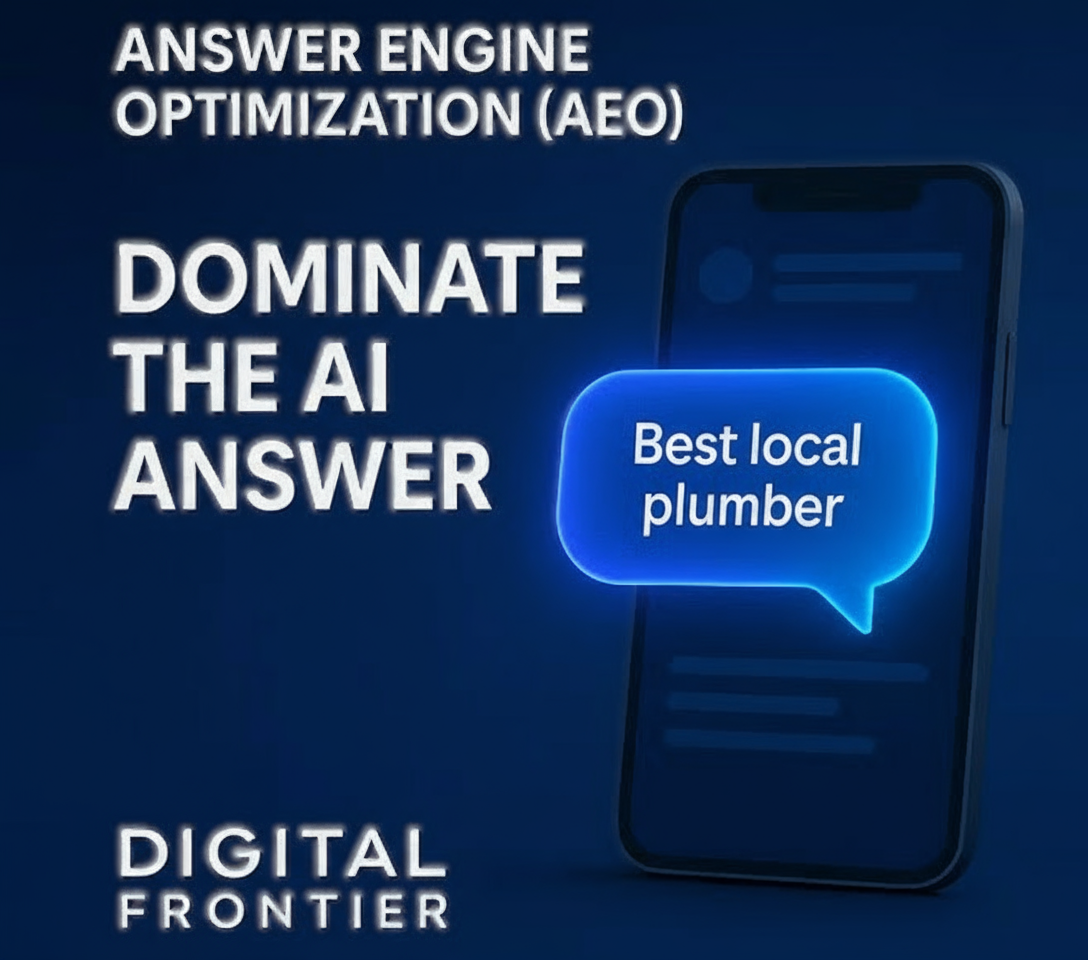 ANSWER ENGINE
OPTIMIZATION (AEO)
DOMINATE
THE AI
ANSWER
Best local
plumber
DIGITAL
FRONTIER